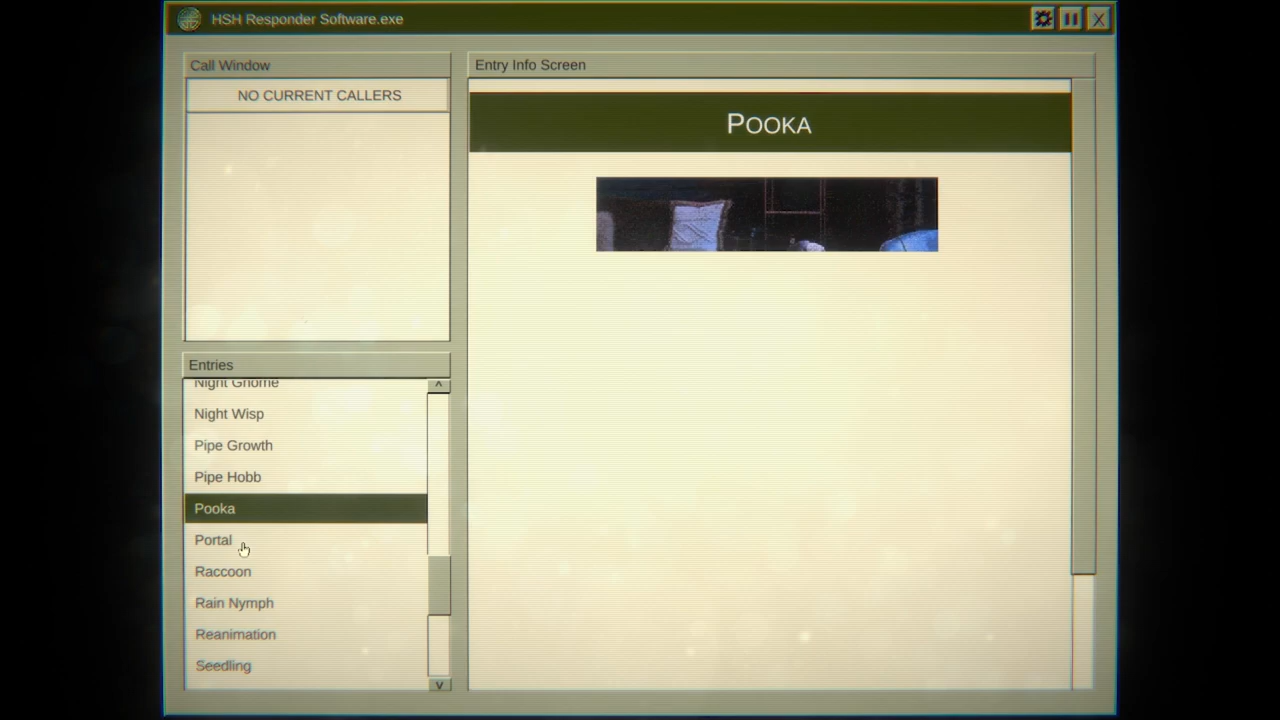 HSH Responder Software.exe
Call Window
NO CURRENT CALLERS
Entry Info Screen
POOKA
Entries
Night Gnome
Night Wisp
Pipe Growth
Pipe Hobb
Pooka
Portal
Raccoon
Rain Nymph
Reanimation
Seedling